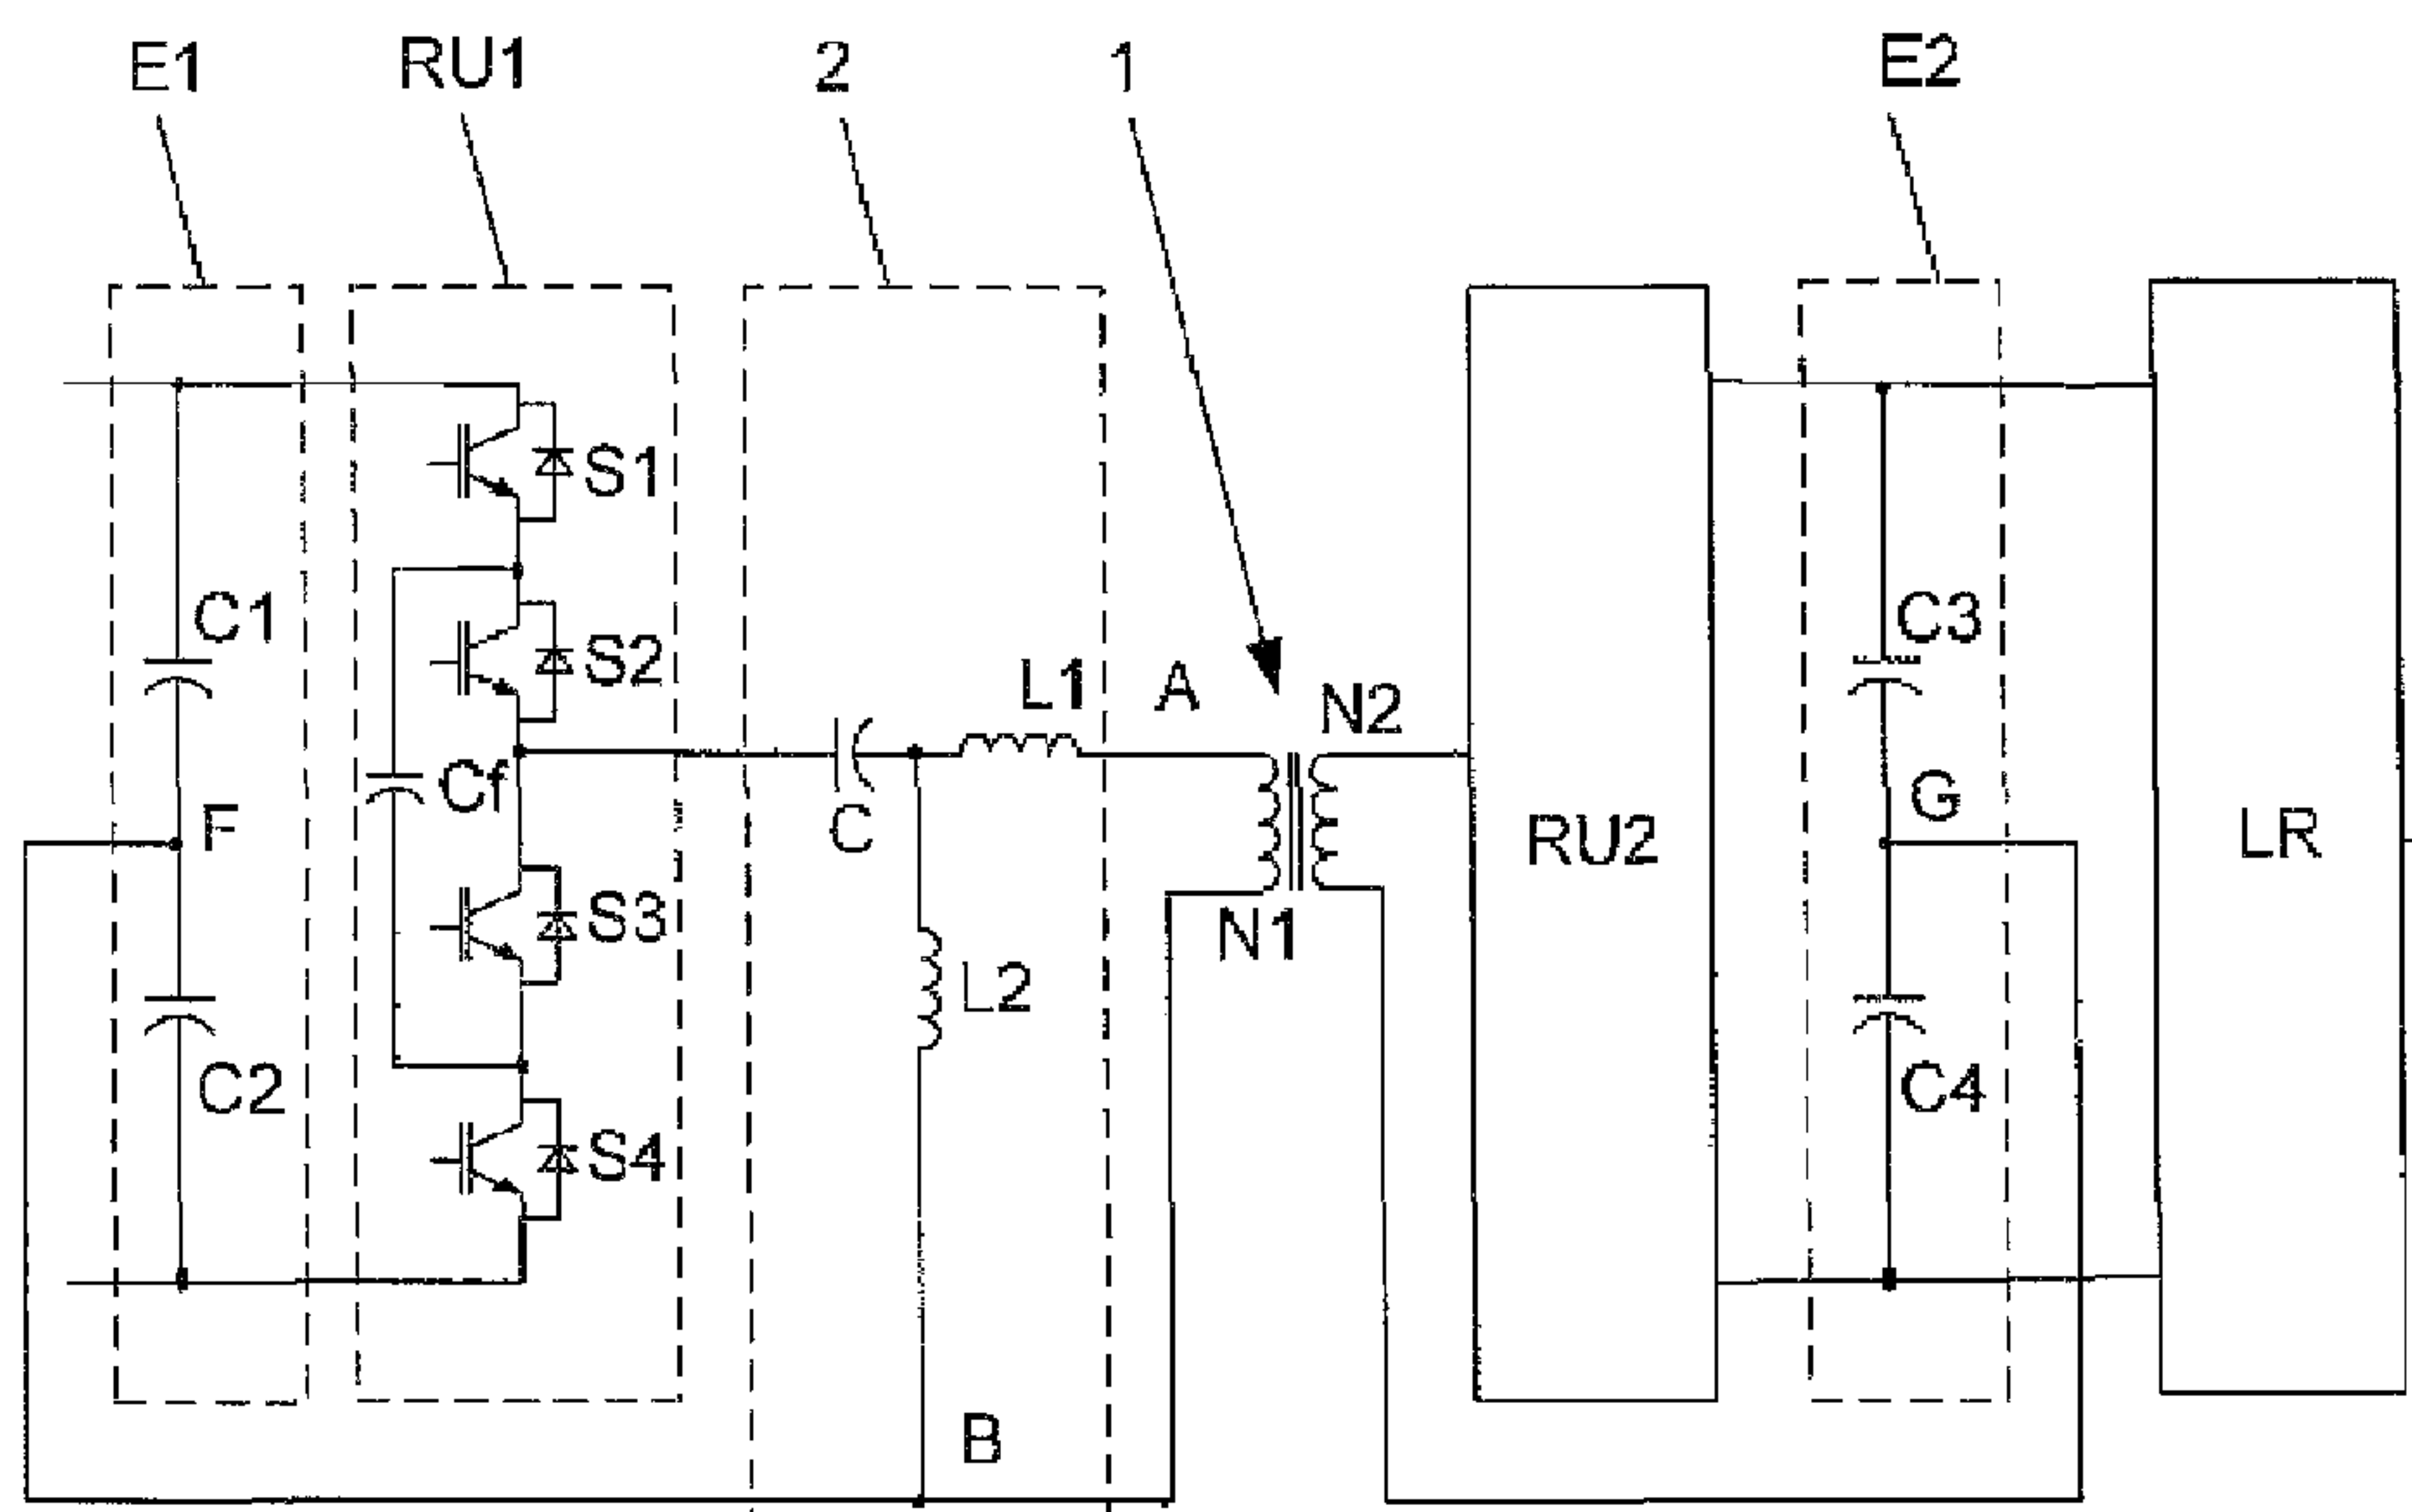 E1 RU1 2 1 E2
S1
C1 C3
S2
L1 A N2
Cf C F G
RU2 LR
S3 N1
L2
C2 C4
S4
B